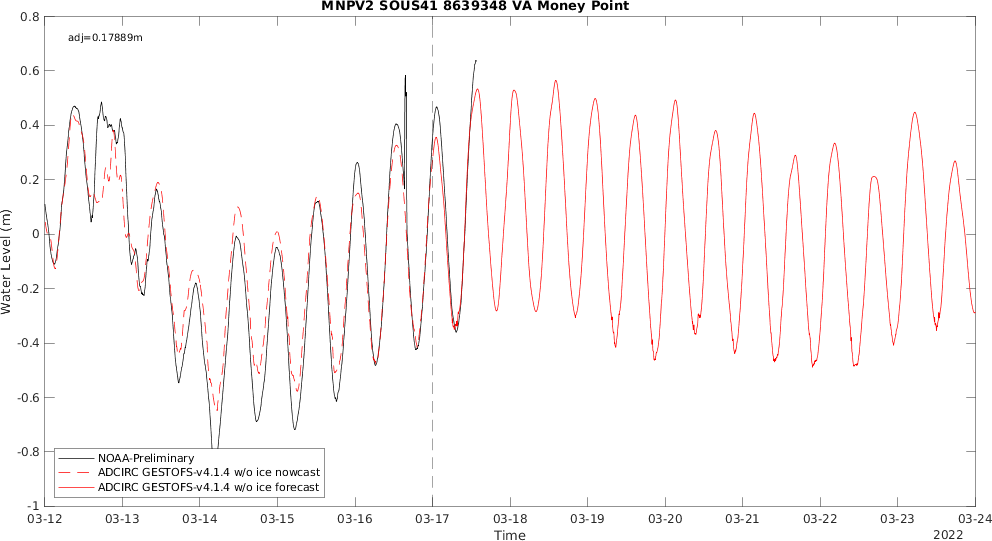 MNPV2 SOUS41 8639348 VA Money Point
adj=0.17889m
0.8
0.6
0.4
0.2
0
-0.2
-0.4
-0.6
-0.8
-1
Water Level (m)
NOAA-Preliminary
ADCIRC GESTOFS-v4.1.4 w/o ice nowcast
ADCIRC GESTOFS-v4.1.4 w/o ice forecast
03-12 03-13 03-14 03-15 03-16 03-17 03-18 03-19 03-20 03-21 03-22 03-23 03-24
Time
2022